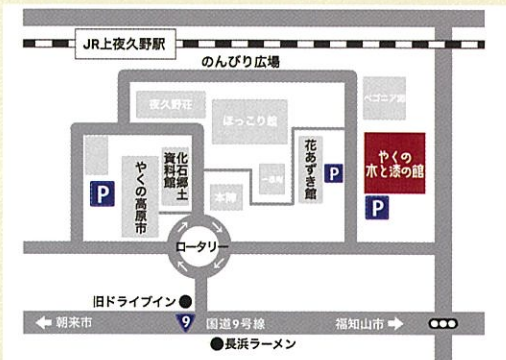 JR上夜久野駅
のんびり広場
夜久野荘
ほっこり館
ベゴニア園
やくの
木と漆の館
化石郷土
資料館
やくの高原市
花あずき館
本陣
P
P
P
ロータリー
旧ドライブイン
朝来市
9
国道9号線
福知山市
長浜ラーメン